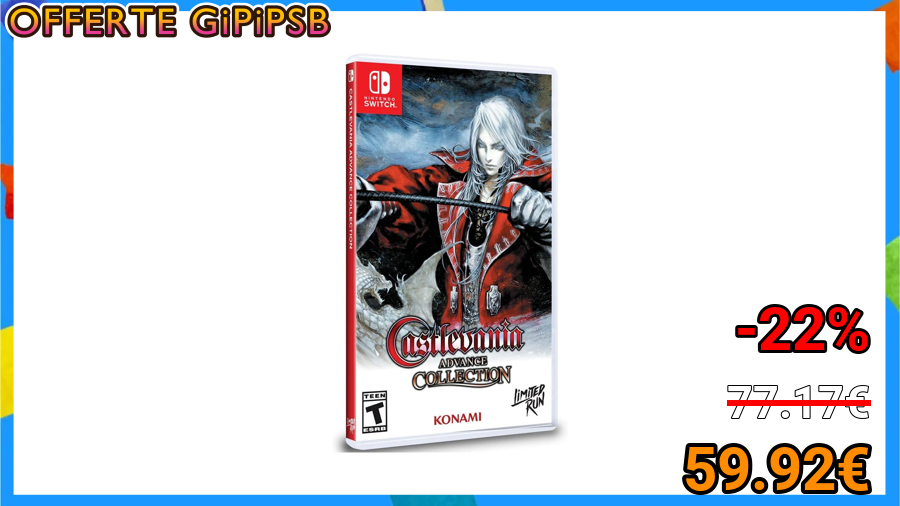 OFFERTE GiPiPSB
NINTENDO
SWITCH.
CASTLEVANIA ADVANCE COLLECTION
Castlevania
ADVANCE
COLLECTION
TEEN
T
ESRB
KONAMI
LIMITED
RUN
-22%
77.17€
59.92€